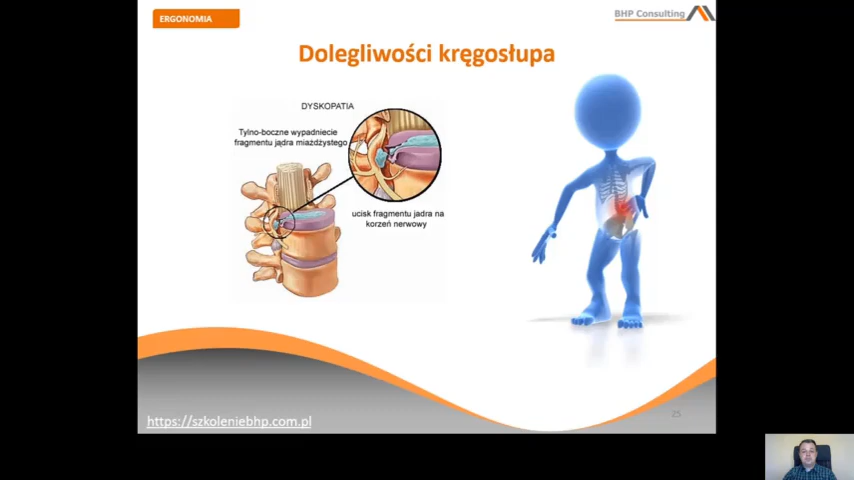 ERGONOMIA
BHP Consulting
Dolegliwości kręgosłupa
DYSKOPATIA
Tylno-boczne wypadniecie
fragmentu jądra miażdżystego
ucisk fragmentu jadra na
korzeń nerwowy
https://szkoleniebhp.com.pl
25